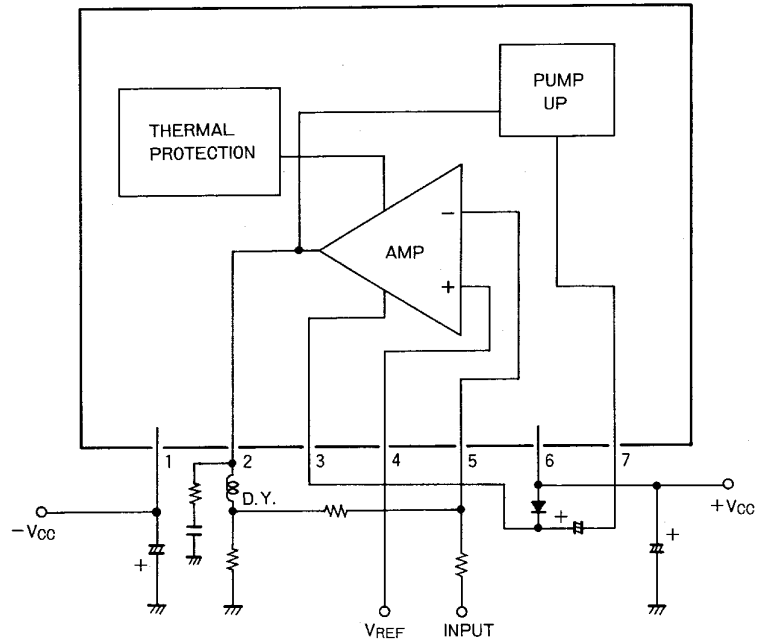 PUMP
UP
THERMAL
PROTECTION
−
AMP
+
1 2 3 4 5 6 7
D.Y.
−VCC
+VCC
+
+
+
VREF
INPUT